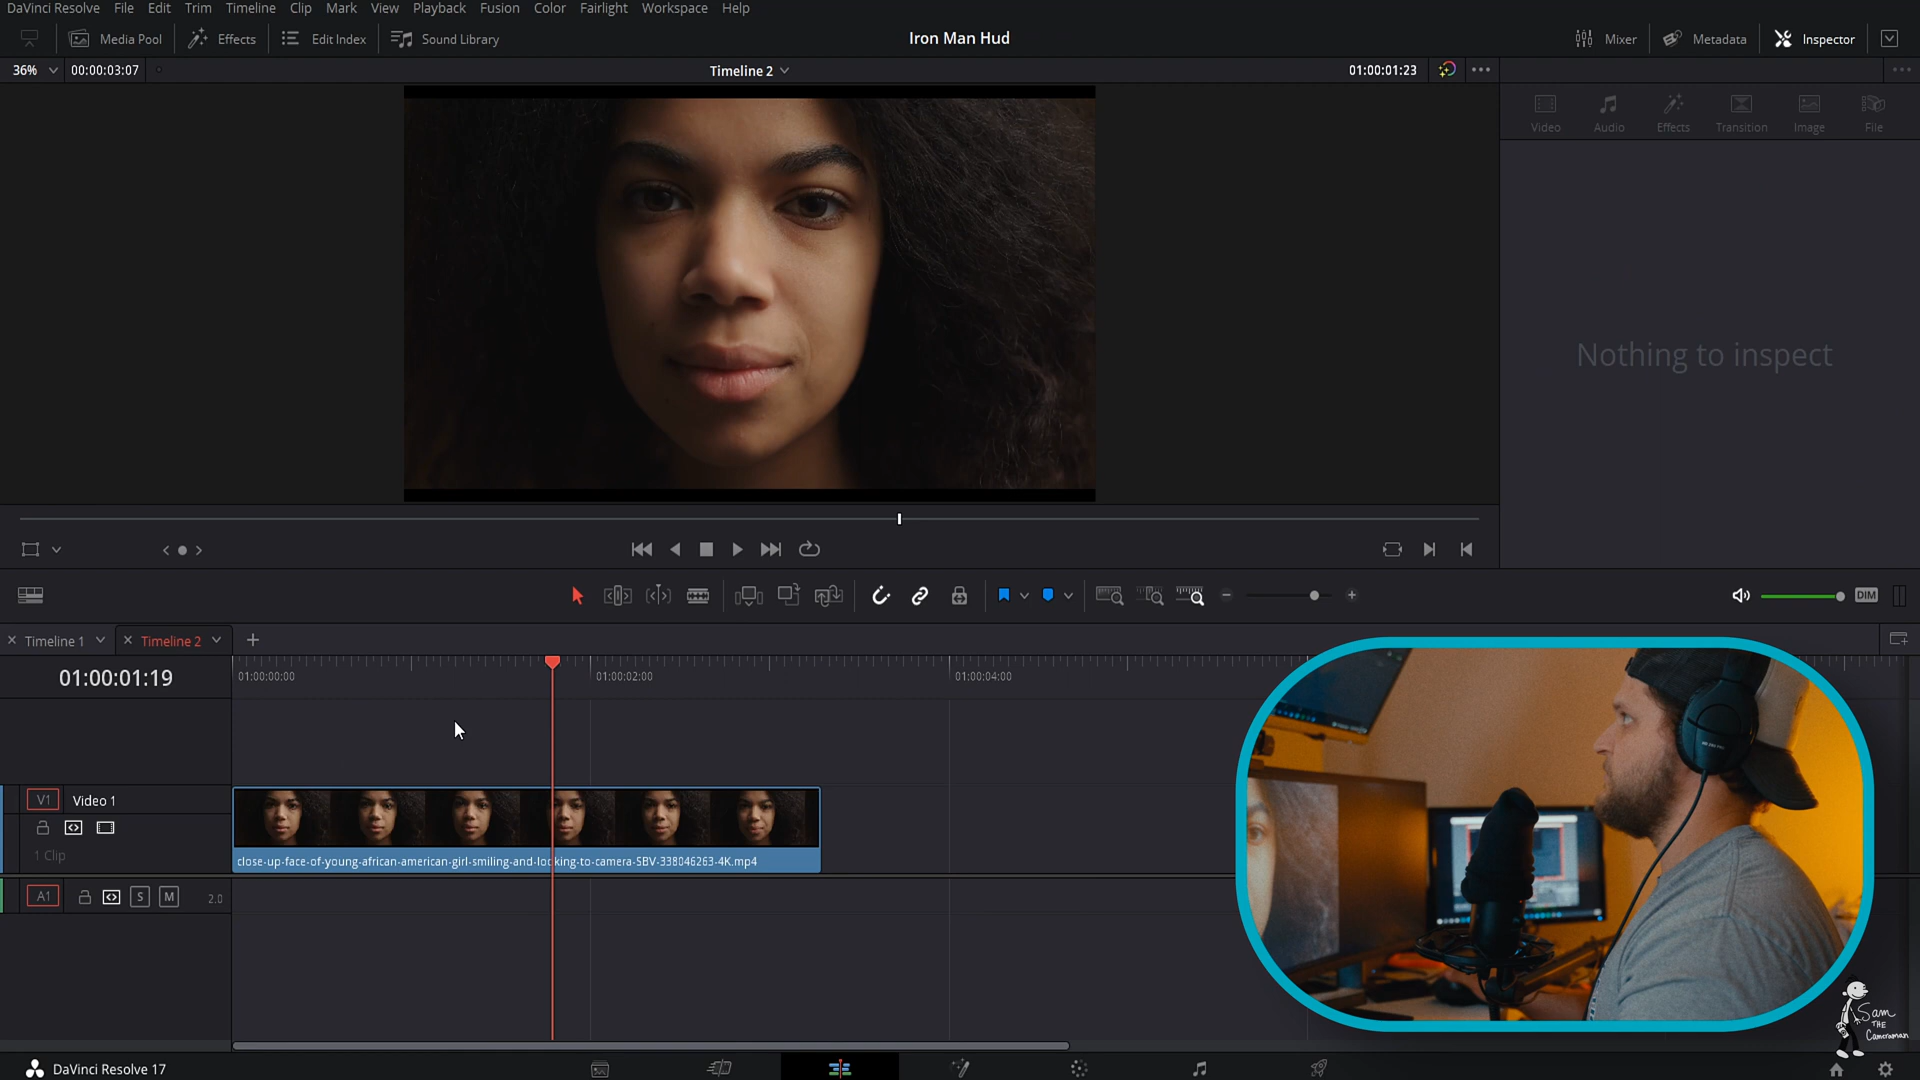 DaVinci Resolve File Edit Trim Timeline Clip Mark View Playback Fusion Color Fairlight Workspace Help
Media Pool Effects Edit Index Sound Library Iron Man Hud Mixer Metadata Inspector
36% 00:00:03:07 Timeline 2 01:00:01:23
Video Audio Effects Transition Image File
Nothing to inspect
DIM
Timeline 1 Timeline 2
01:00:01:19 01:00:00:00 01:00:02:00 01:00:04:00
V1 Video 1
1 Clip
close-up-face-of-young-african-american-girl-smiling-and-looking-to-camera-SBV-338046263-4K.mp4
A1 S M 2.0
Sam
THE
Cameraman
DaVinci Resolve 17